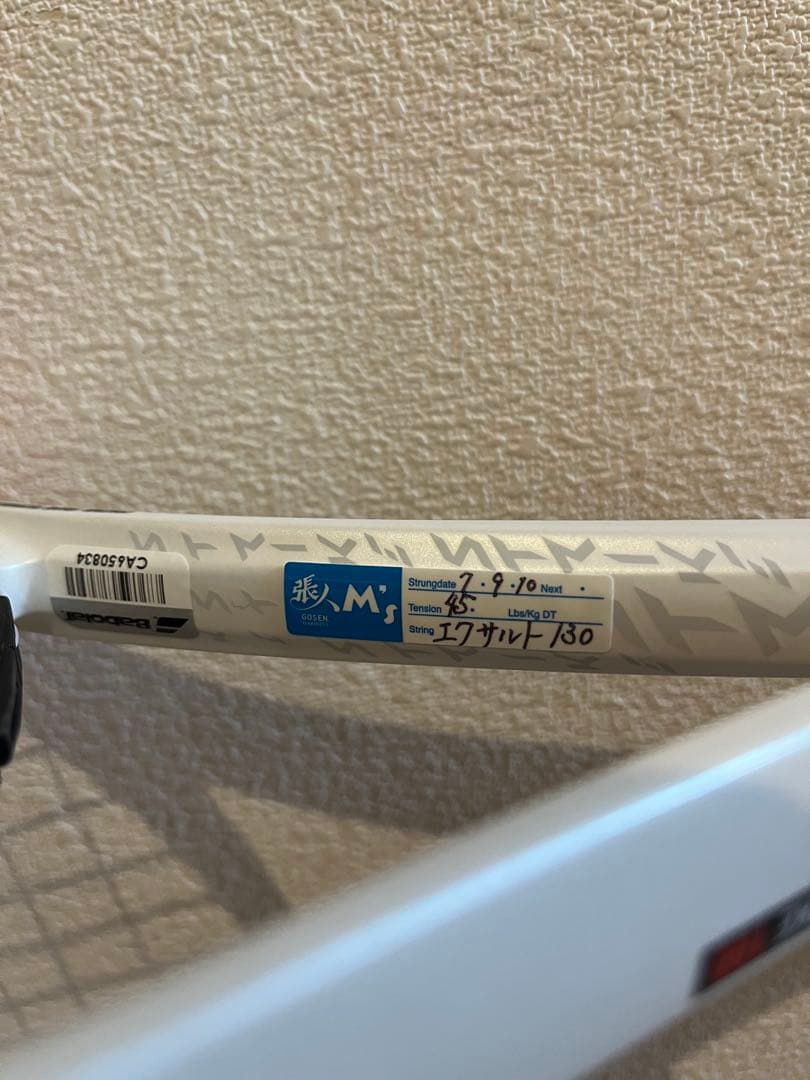 CA650834
Babolat
張人 M's
GOSEN
Strungdate 7.9.10 Next .
Tension 45. Lbs/Kg DT
String エクサルト130